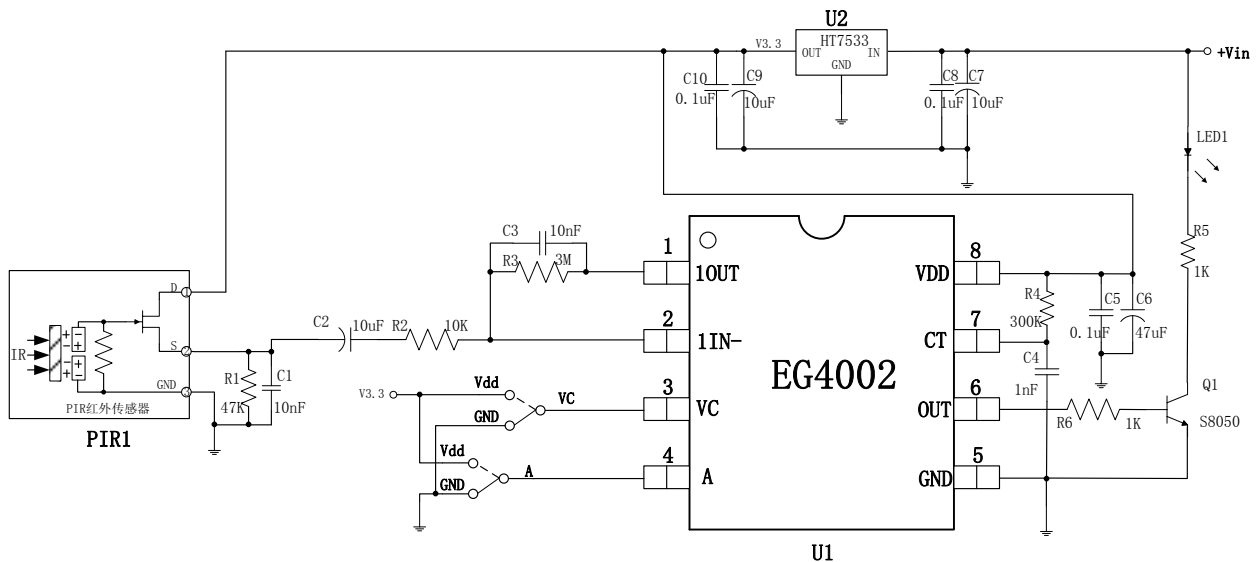 U2
HT7533
V3.3
OUT
IN
GND
+Vin
C10
0.1uF
C9
10uF
C8
0.1uF
C7
10uF
LED1
R5
1K
C3
10nF
R3
3M
1
1OUT
2
1IN-
3
VC
4
A
8
VDD
7
CT
6
OUT
5
GND
EG4002
U1
R4
300K
C5
0.1uF
C6
47uF
C4
1nF
R6
1K
Q1
S8050
D
1
S
2
GND
3
IR
PIR红外传感器
PIR1
R1
47K
C1
10nF
C2
10uF
R2
10K
V3.3
Vdd
GND
VC
Vdd
GND
A